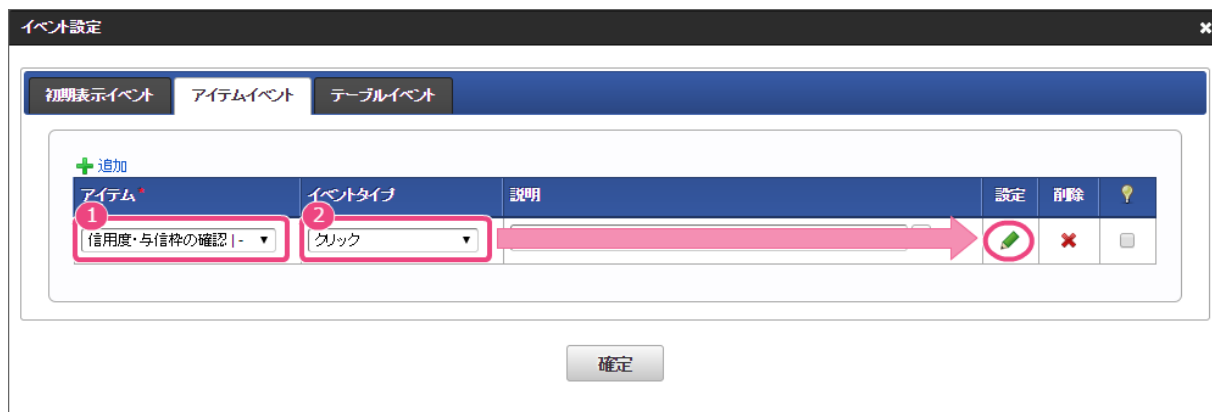 イベント設定
初期表示イベント アイテムイベント テーブルイベント
追加
アイテム* イベントタイプ 説明 設定 削除
1 2
信用度・与信枠の確認 | - クリック
確定